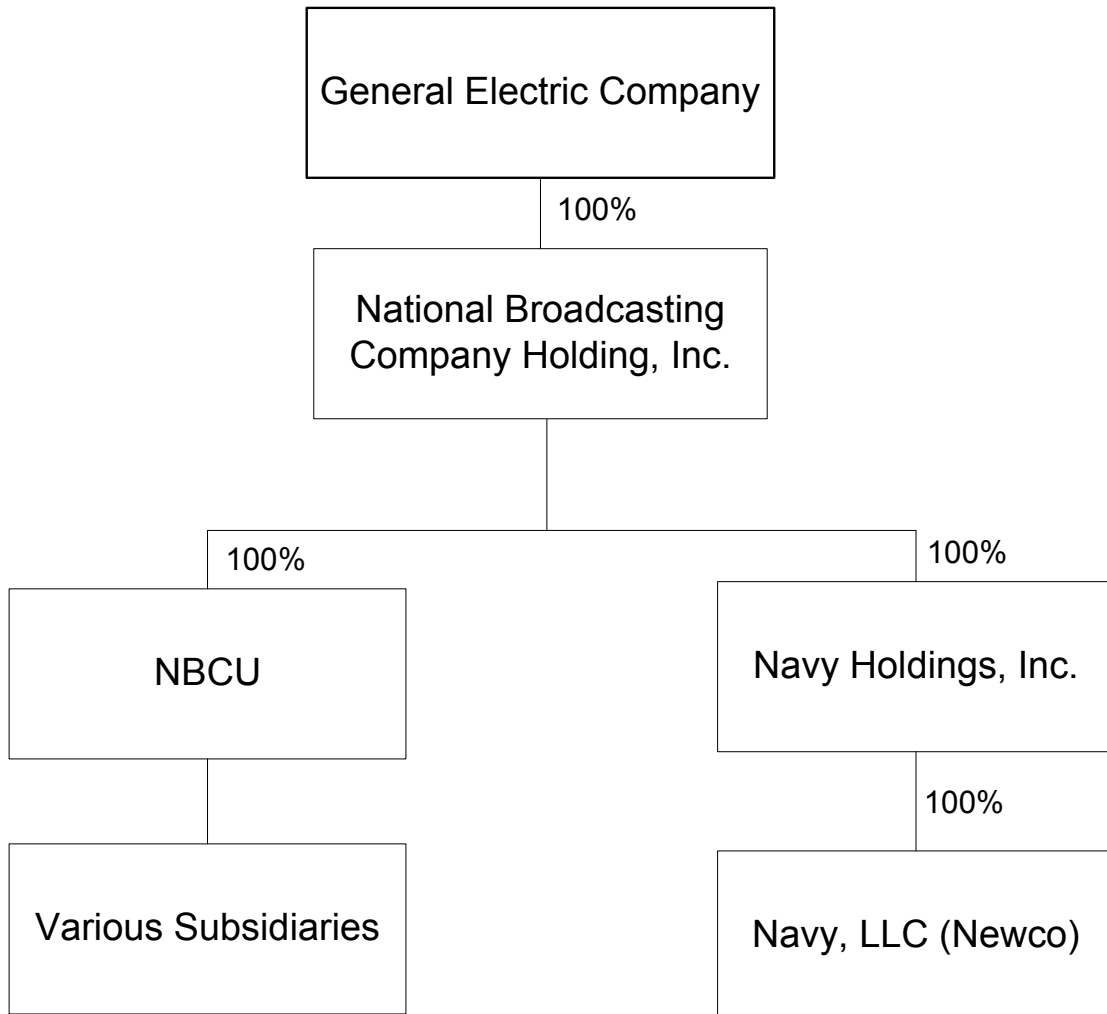 General Electric Company
100%
National Broadcasting
Company Holding, Inc.
100%
100%
NBCU
Navy Holdings, Inc.
100%
Various Subsidiaries
Navy, LLC (Newco)